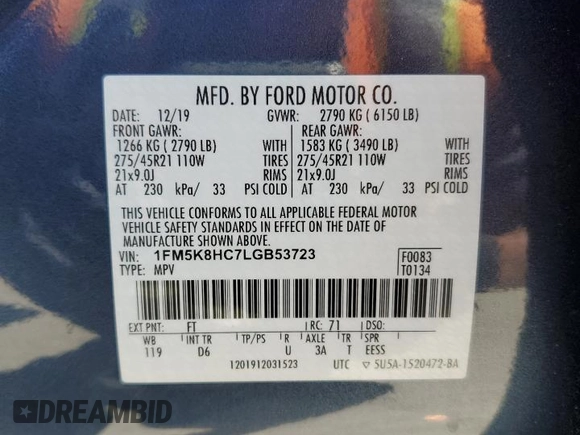 MFD. BY FORD MOTOR CO.
DATE: 12/19 GVWR: 2790 KG ( 6150 LB)
FRONT GAWR: REAR GAWR:
1266 KG ( 2790 LB) WITH 1583 KG ( 3490 LB) WITH
275/45R21 110W TIRES 275/45R21 110W TIRES
21x9.0J RIMS 21x9.0J RIMS
AT 230 kPa/ 33 PSI COLD AT 230 kPa/ 33 PSI COLD
THIS VEHICLE CONFORMS TO ALL APPLICABLE FEDERAL MOTOR
VEHICLE SAFETY STANDARDS IN EFFECT ON THE DATE OF
MANUFACTURE SHOWN ABOVE.
VIN: 1FM5K8HC7LGB53723 F0083
TYPE: MPV T0134
EXT PNT: FT RC: 71 DSO:
WB INT TR TP/PS R AXLE TR SPR
119 D6 U 3A T EESS
1201912031523 UTC ▽ 5U5A-1520472-BA
DREAMBID